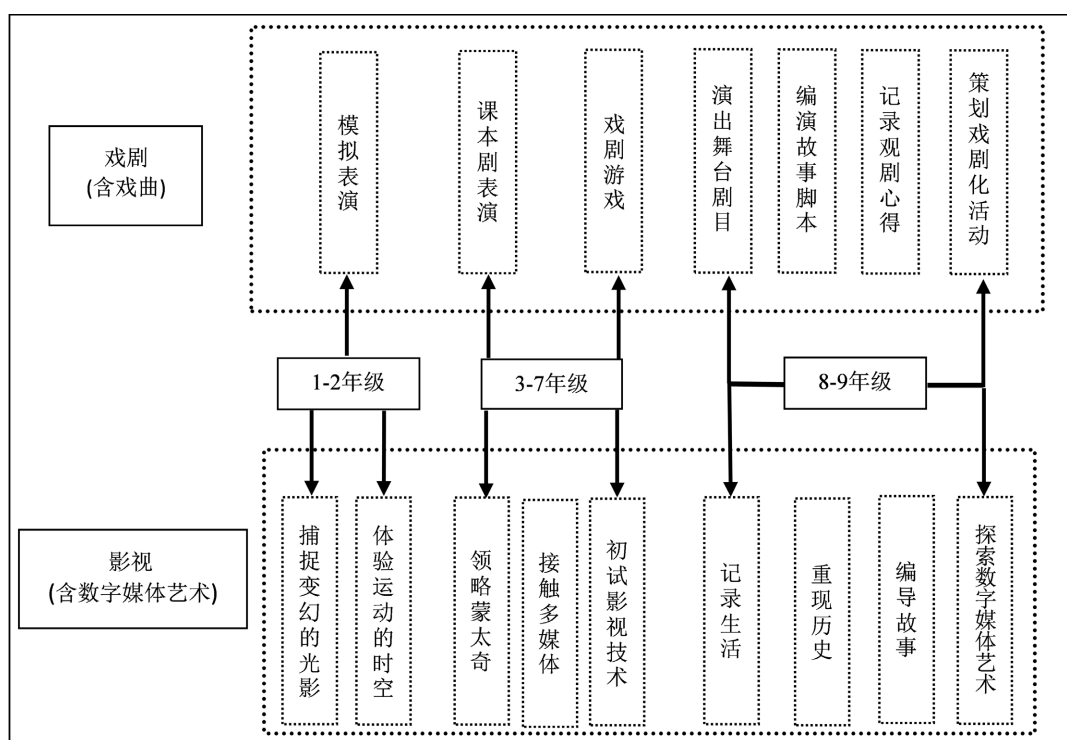 戏剧
(含戏曲)
模拟表演
课本剧表演
戏剧游戏
演出舞台剧目
编演故事脚本
记录观剧心得
策划戏剧化活动
1-2年级
3-7年级
8-9年级
影视
(含数字媒体艺术)
捕捉变幻的光影
体验运动的时空
领略蒙太奇
接触多媒体
初试影视技术
记录生活
重现历史
编导故事
探索数字媒体艺术